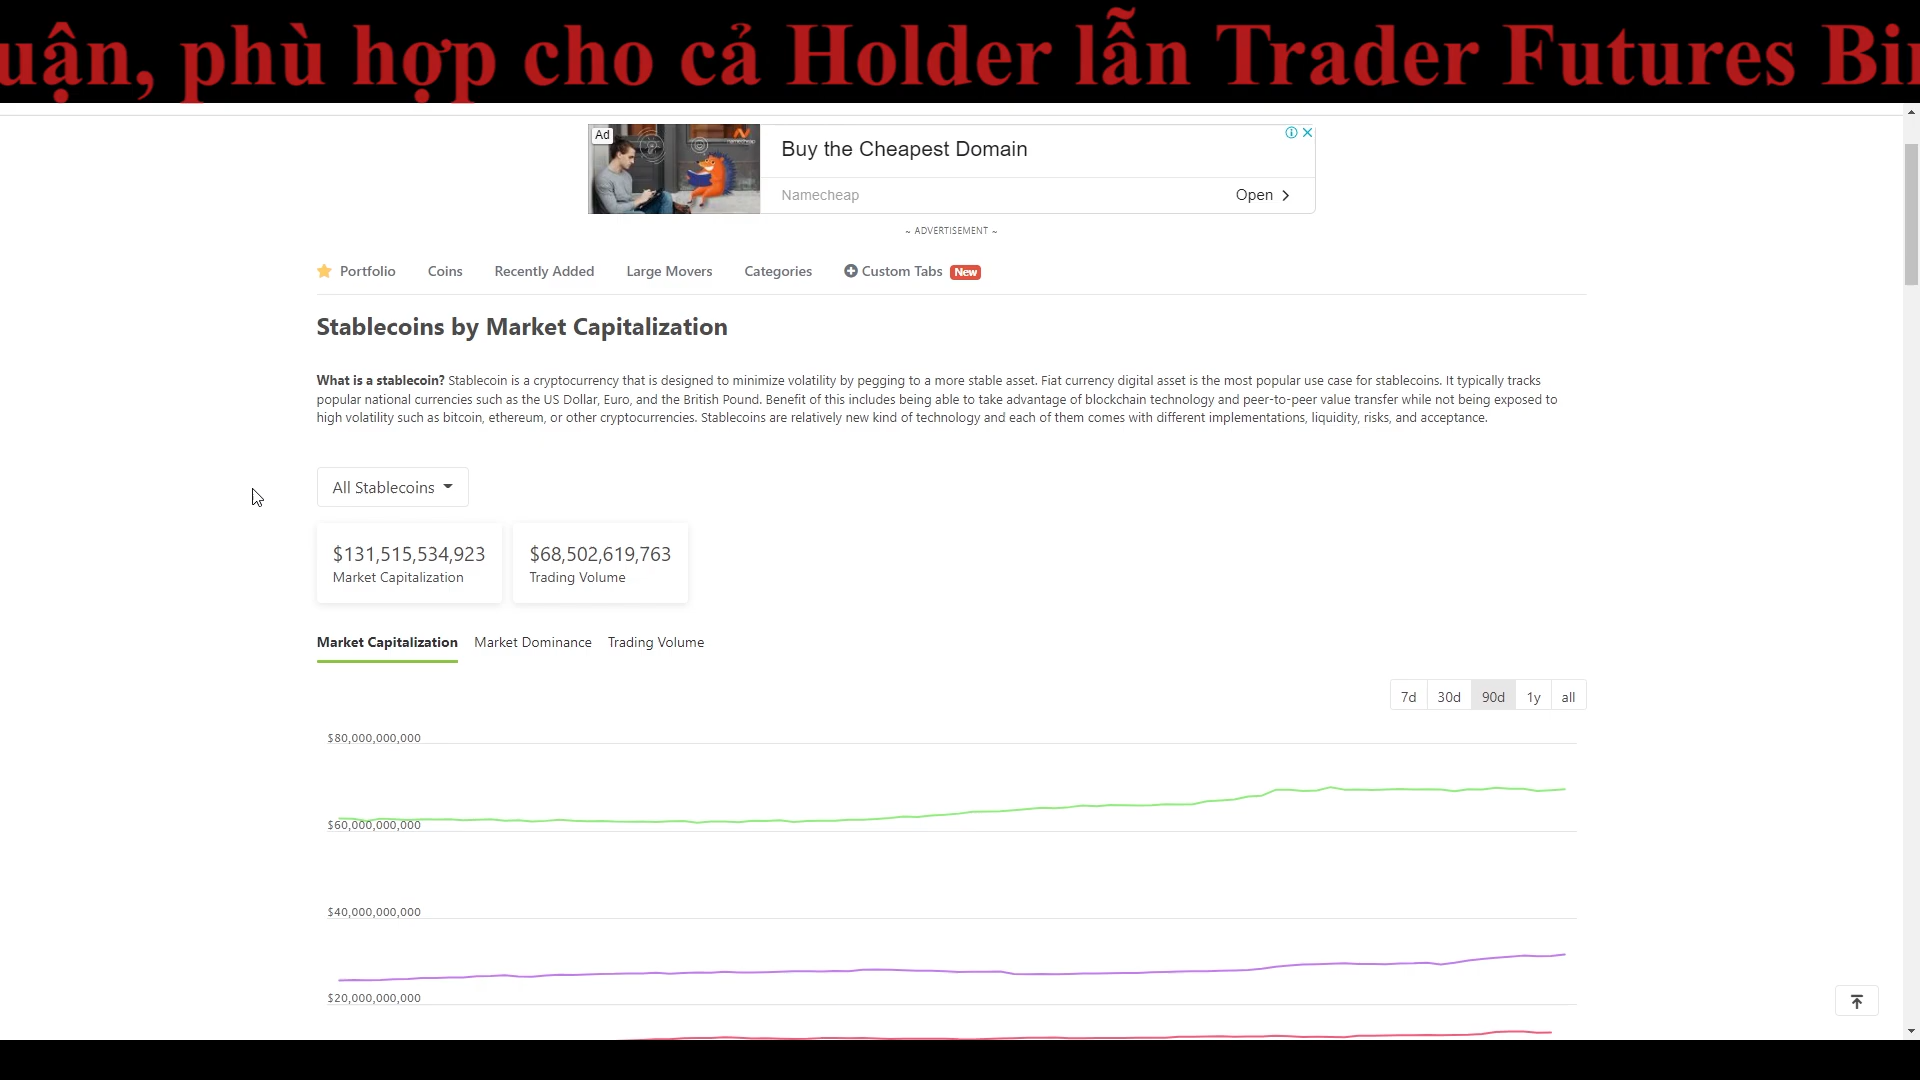 uận, phù hợp cho cả Holder lẫn Trader Futures Bin
Ad
Buy the Cheapest Domain
Namecheap
Open
~ ADVERTISEMENT ~
Portfolio Coins Recently Added Large Movers Categories Custom Tabs New
Stablecoins by Market Capitalization
What is a stablecoin? Stablecoin is a cryptocurrency that is designed to minimize volatility by pegging to a more stable asset. Fiat currency digital asset is the most popular use case for stablecoins. It typically tracks
popular national currencies such as the US Dollar, Euro, and the British Pound. Benefit of this includes being able to take advantage of blockchain technology and peer-to-peer value transfer while not being exposed to
high volatility such as bitcoin, ethereum, or other cryptocurrencies. Stablecoins are relatively new kind of technology and each of them comes with different implementations, liquidity, risks, and acceptance.
All Stablecoins
$131,515,534,923 $68,502,619,763
Market Capitalization Trading Volume
Market Capitalization Market Dominance Trading Volume
7d 30d 90d 1y all
$80,000,000,000
$60,000,000,000
$40,000,000,000
$20,000,000,000